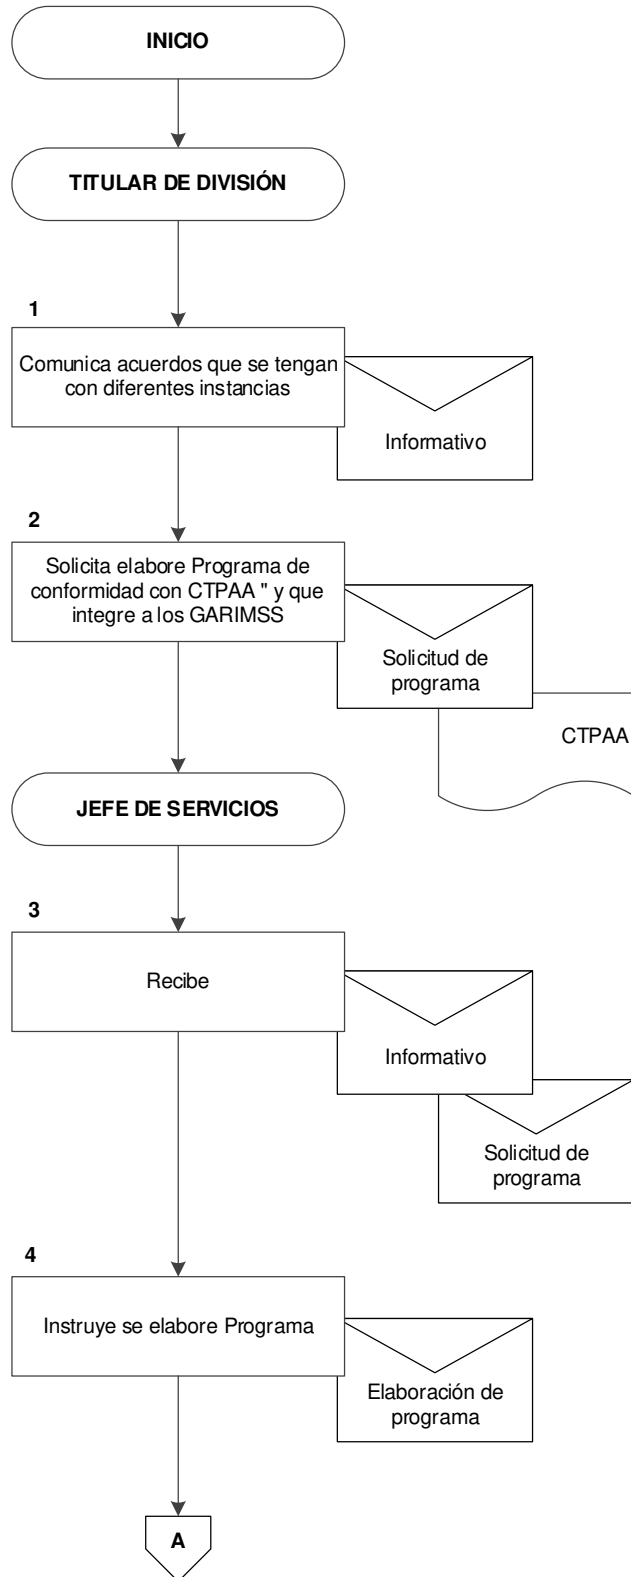 INICIO
TITULAR DE DIVISIÓN
1
Comunica acuerdos que se tengan
con diferentes instancias
Informativo
2
Solicita elabore Programa de
conformidad con CTPAA " y que
integre a los GARIMSS
Solicitud de
programa
CTPAA
JEFE DE SERVICIOS
3
Recibe
Informativo
Solicitud de
programa
4
Instruye se elabore Programa
Elaboración de
programa
A